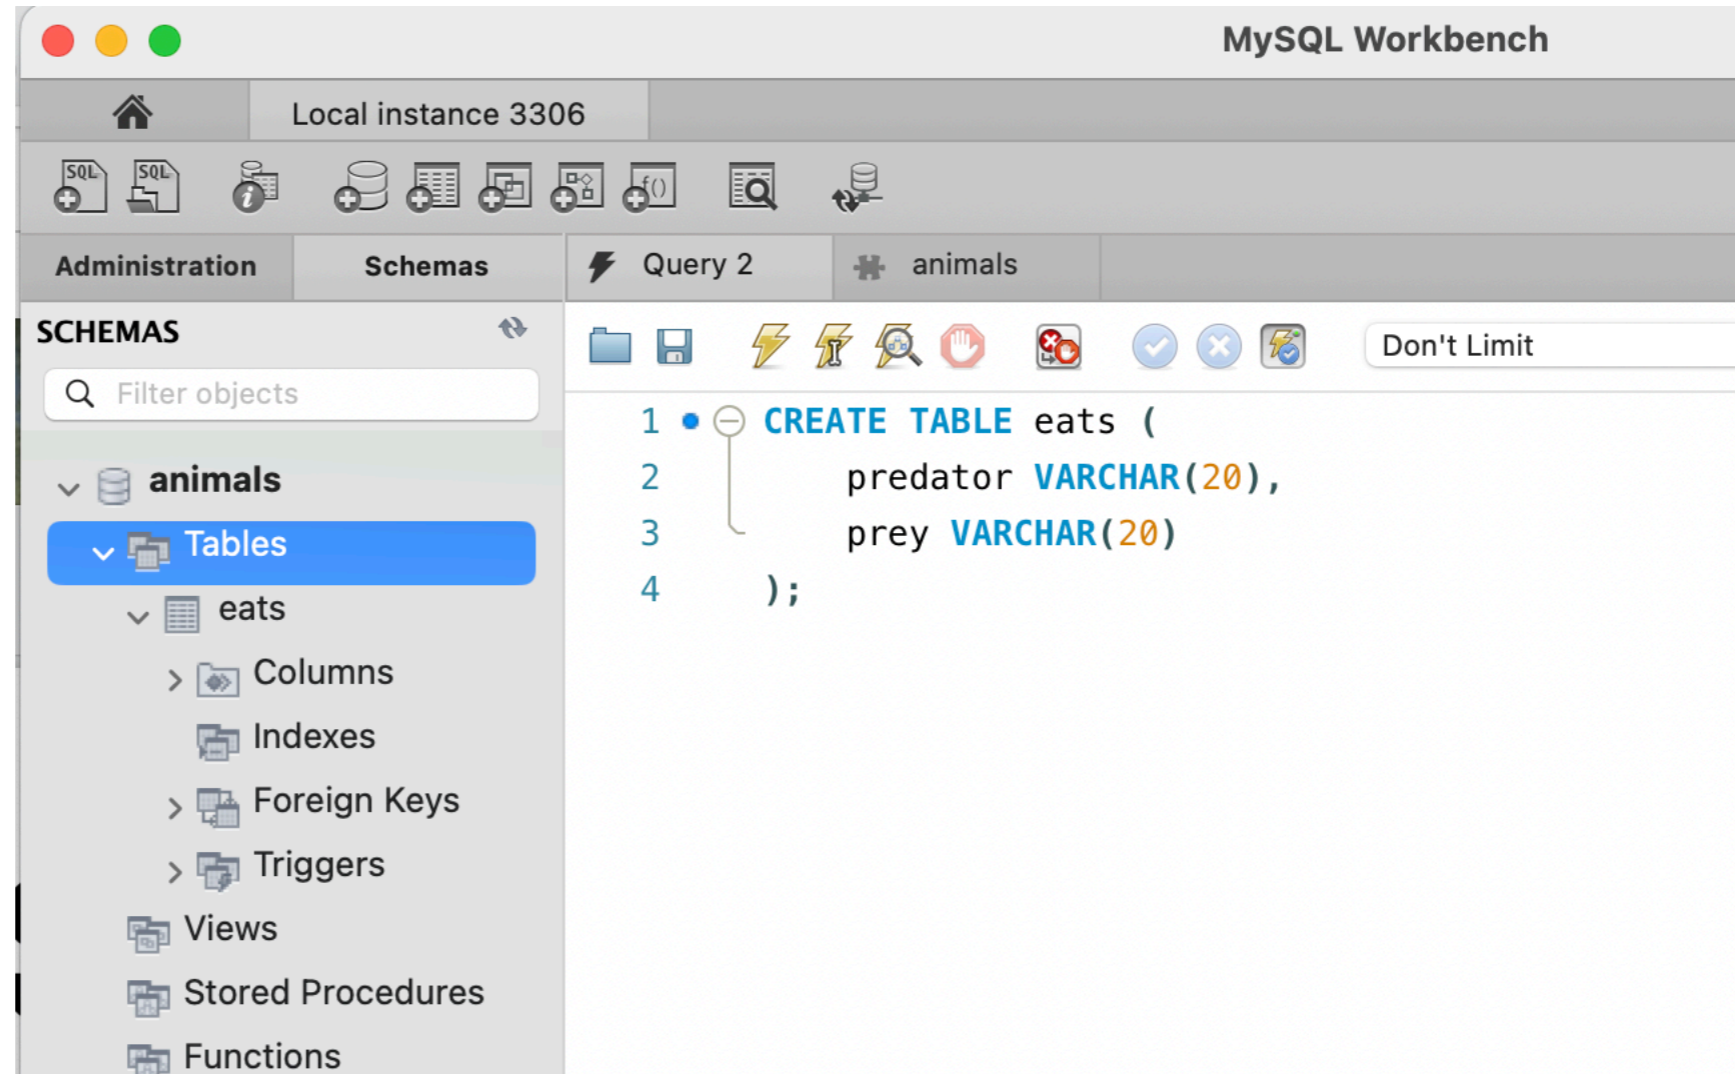 MySQL Workbench
Local instance 3306
SQL SQL f()
Administration Schemas Query 2 animals
SCHEMAS
Filter objects
Don't Limit
animals
Tables
eats
Columns
Indexes
Foreign Keys
Triggers
Views
Stored Procedures
Functions
1 CREATE TABLE eats (
2 predator VARCHAR(20),
3 prey VARCHAR(20)
4 );